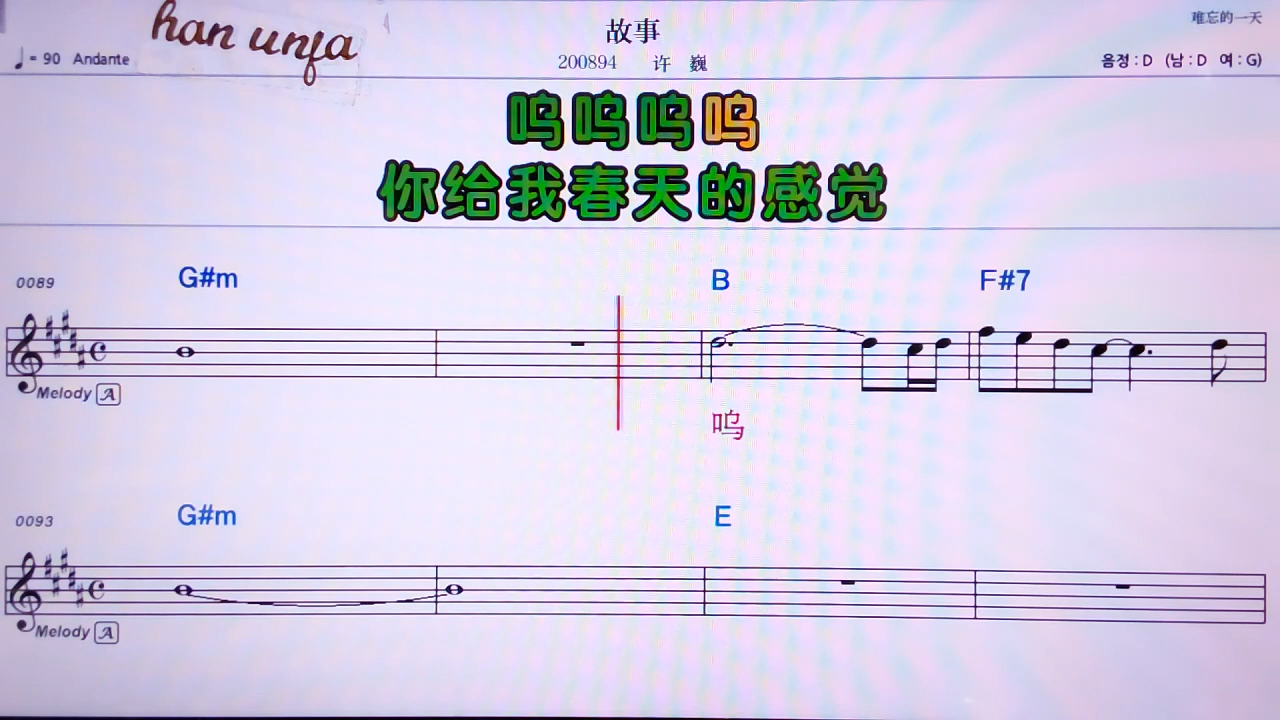 han unja
故事
难忘的一天
♩= 90 Andante
200894 许 巍
음정 : D (남 : D 여 : G)
呜呜呜呜
你给我春天的感觉
0089 G#m B F#7
Melody A
呜
0093 G#m E
Melody A